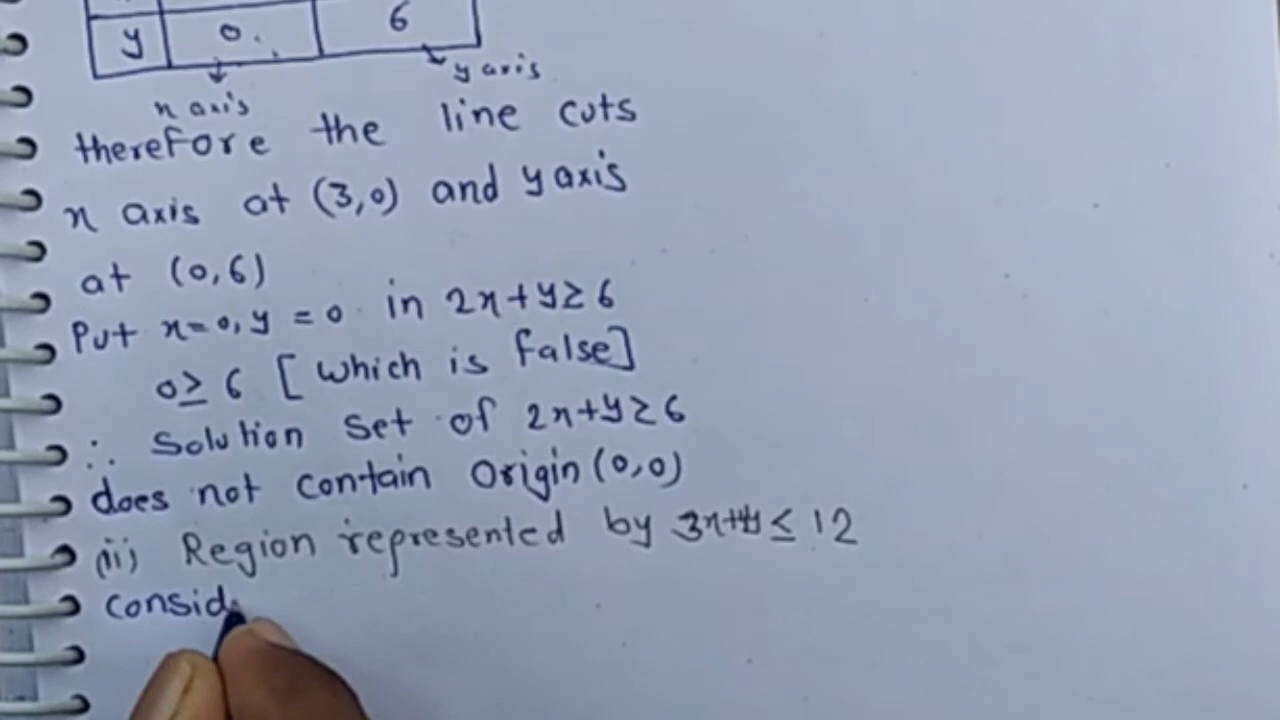 y 0 6
x axis y axis
therefore the line cuts
x axis at (3,0) and y axis
at (0,6)
Put x=0, y=0 in 2x+y≥6
0≥6 [which is false]
∴ Solution set of 2x+y≥6
does not contain origin (0,0)
(ii) Region represented by 3x+4y≤12
consid